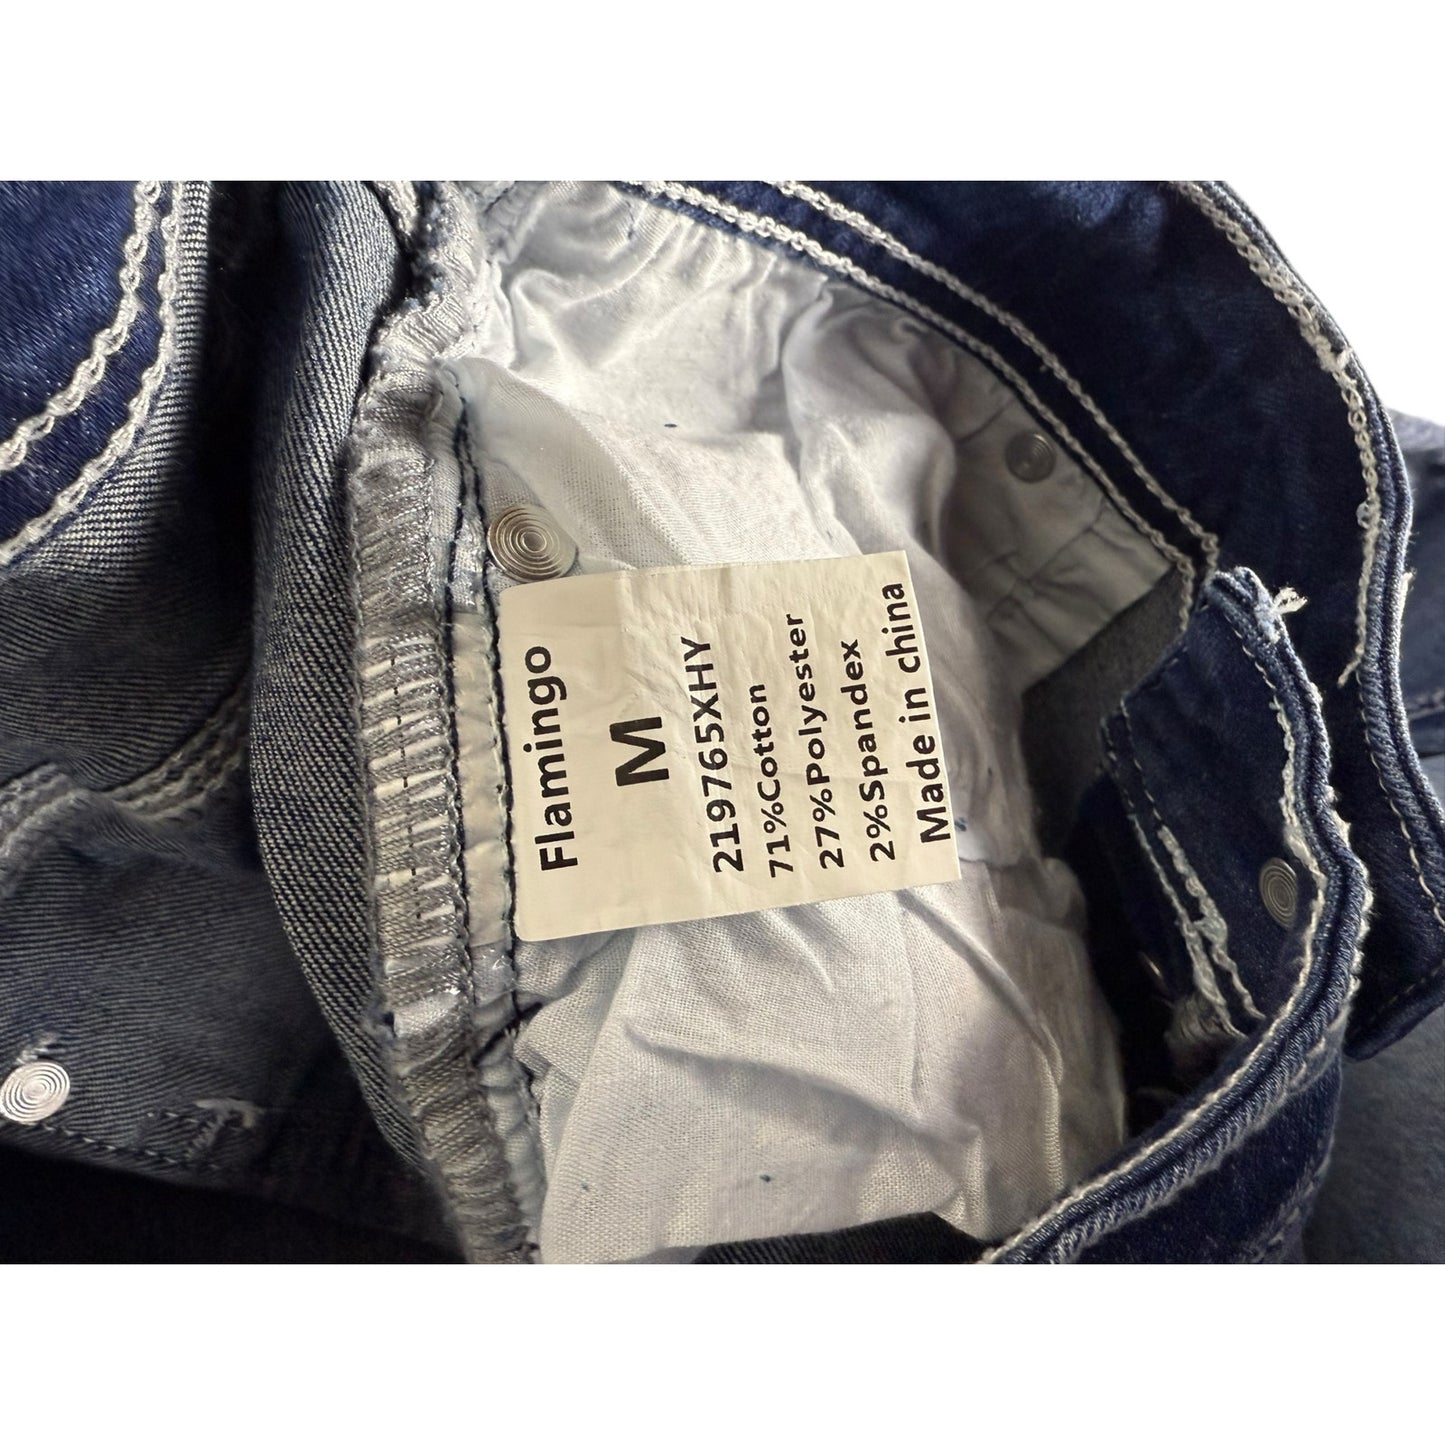 Flamingo
M
219765XHY
71%Cotton
27%Polyester
2%Spandex
Made in china